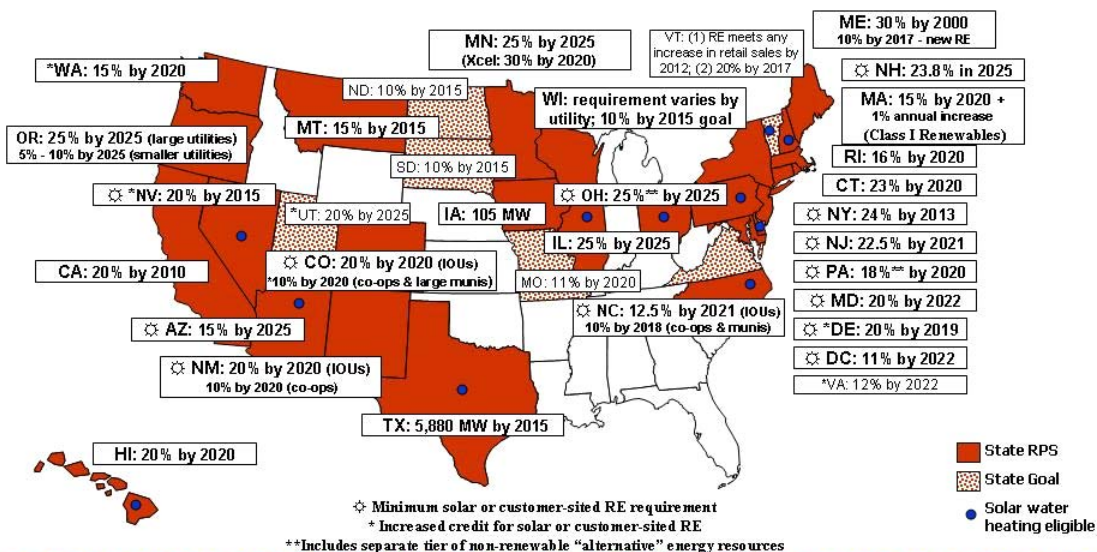 ME: 30% by 2000
10% by 2017 - new RE
MN: 25% by 2025
(Xcel: 30% by 2020)
VT: (1) RE meets any
increase in retail sales by
2012; (2) 20% by 2017
*WA: 15% by 2020
☼ NH: 23.8% in 2025
ND: 10% by 2015
WI: requirement varies by
utility; 10% by 2015 goal
MA: 15% by 2020 +
1% annual increase
(Class I Renewables)
MT: 15% by 2015
OR: 25% by 2025 (large utilities)
5% - 10% by 2025 (smaller utilities)
RI: 16% by 2020
SD: 10% by 2015
CT: 23% by 2020
☼ *NV: 20% by 2015
☼ OH: 25%** by 2025
*UT: 20% by 2025
IA: 105 MW
☼ NY: 24% by 2013
IL: 25% by 2025
☼ NJ: 22.5% by 2021
CA: 20% by 2010
☼ CO: 20% by 2020 (IOUs)
*10% by 2020 (co-ops & large munis)
MO: 11% by 2020
☼ PA: 18%** by 2020
☼ NC: 12.5% by 2021 (IOUs)
10% by 2018 (co-ops & munis)
☼ MD: 20% by 2022
☼ AZ: 15% by 2025
☼ *DE: 20% by 2019
☼ NM: 20% by 2020 (IOUs)
10% by 2020 (co-ops)
☼ DC: 11% by 2022
*VA: 12% by 2022
TX: 5,880 MW by 2015
HI: 20% by 2020
State RPS
State Goal
Solar water
heating eligible
☼ Minimum solar or customer-sited RE requirement
* Increased credit for solar or customer-sited RE
**Includes separate tier of non-renewable “alternative” energy resources